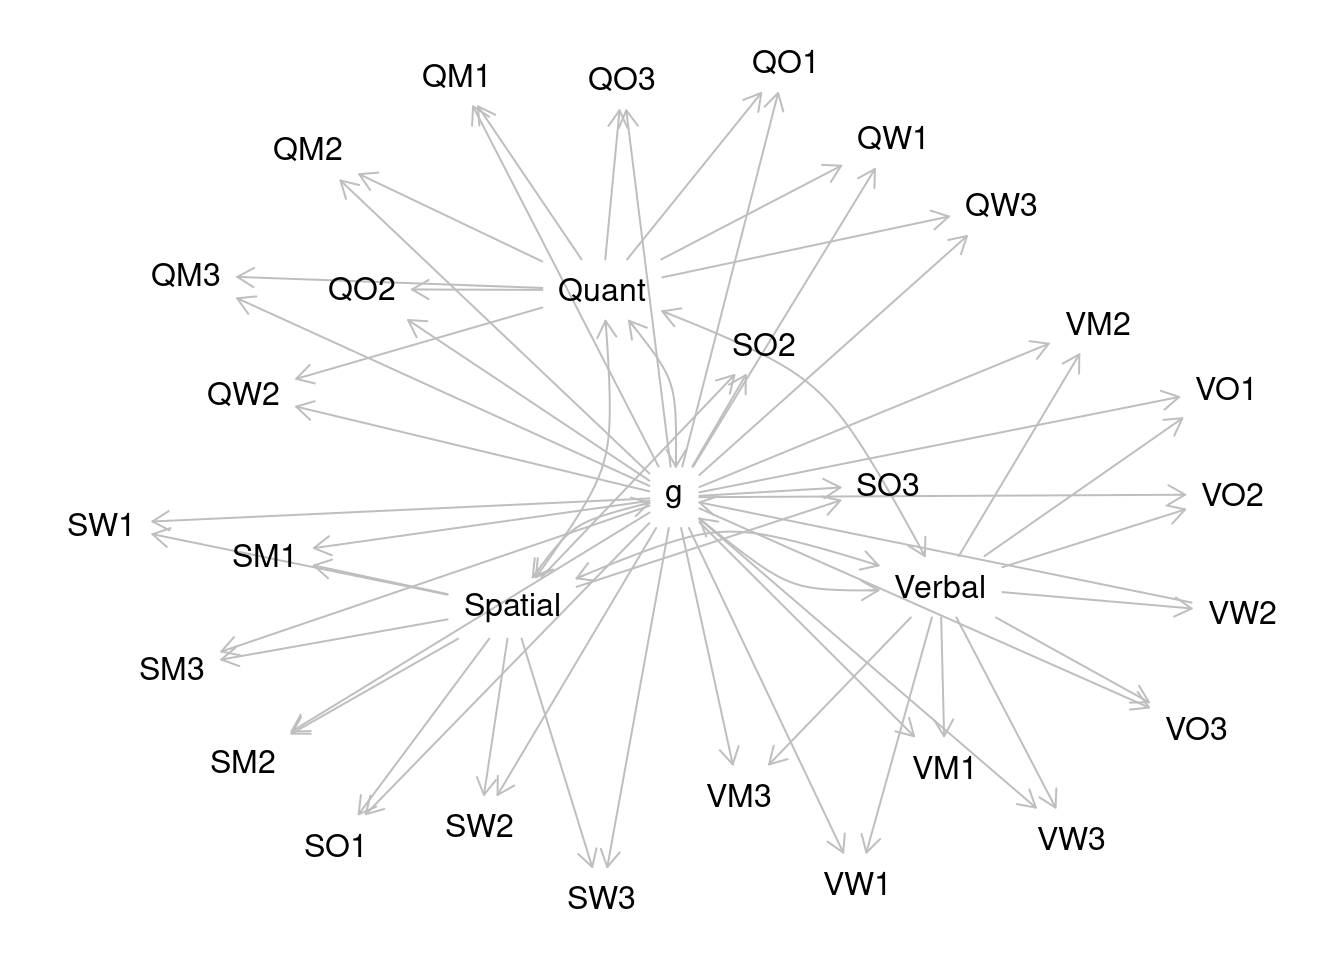 QO1
QM1
QO3
QW1
QM2
QW3
QM3
QO2
Quant
VM2
SO2
VO1
QW2
SO3
g
VO2
SW1
SM1
Verbal
Spatial
VW2
SM3
VO3
SM2
VM1
VM3
SW2
VW3
SO1
VW1
SW3